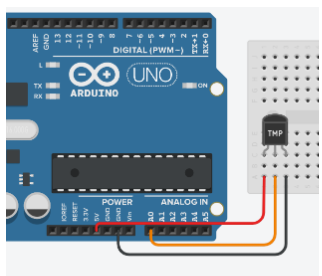 AREF
GND
13
12
~11
~10
~9
8
7
~6
~5
4
~3
2
TX→1
RX←0
DIGITAL (PWM~)
L
TX
RX
UNO
ON
ARDUINO
TMP
POWER
ANALOG IN
IOREF
RESET
3.3V
5V
GND
GND
Vin
A0
A1
A2
A3
A4
A5